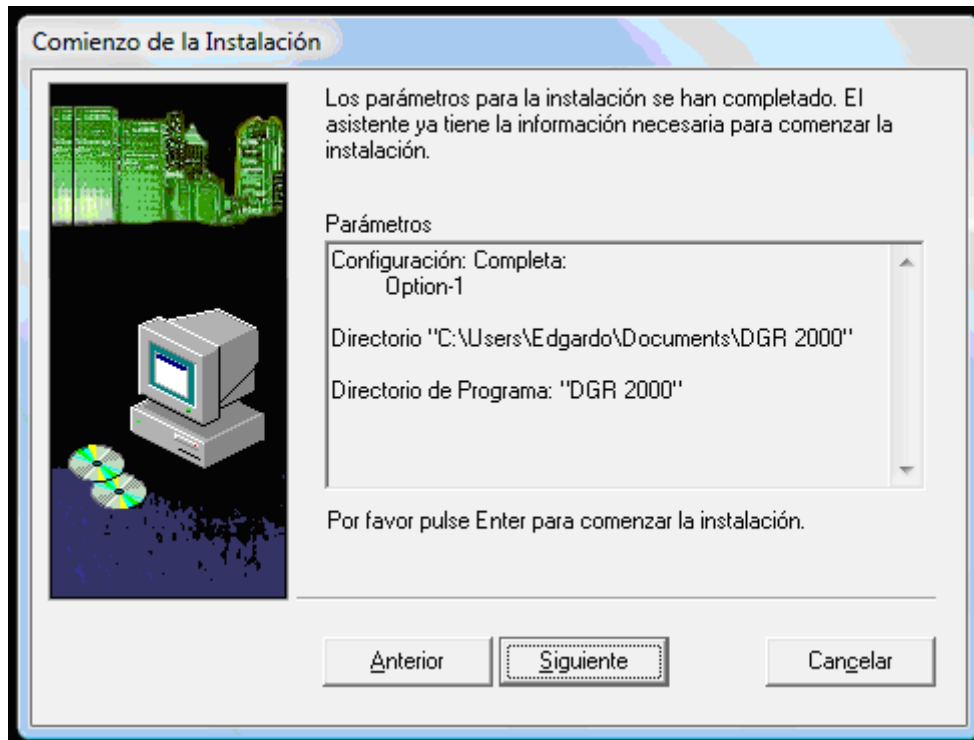 Comienzo de la Instalación
Los parámetros para la instalación se han completado. El
asistente ya tiene la información necesaria para comenzar la
instalación.
Parámetros
Configuración: Completa:
Option-1
Directorio "C:\Users\Edgardo\Documents\DGR 2000"
Directorio de Programa: "DGR 2000"
Por favor pulse Enter para comenzar la instalación.
Anterior
Siguiente
Cancelar